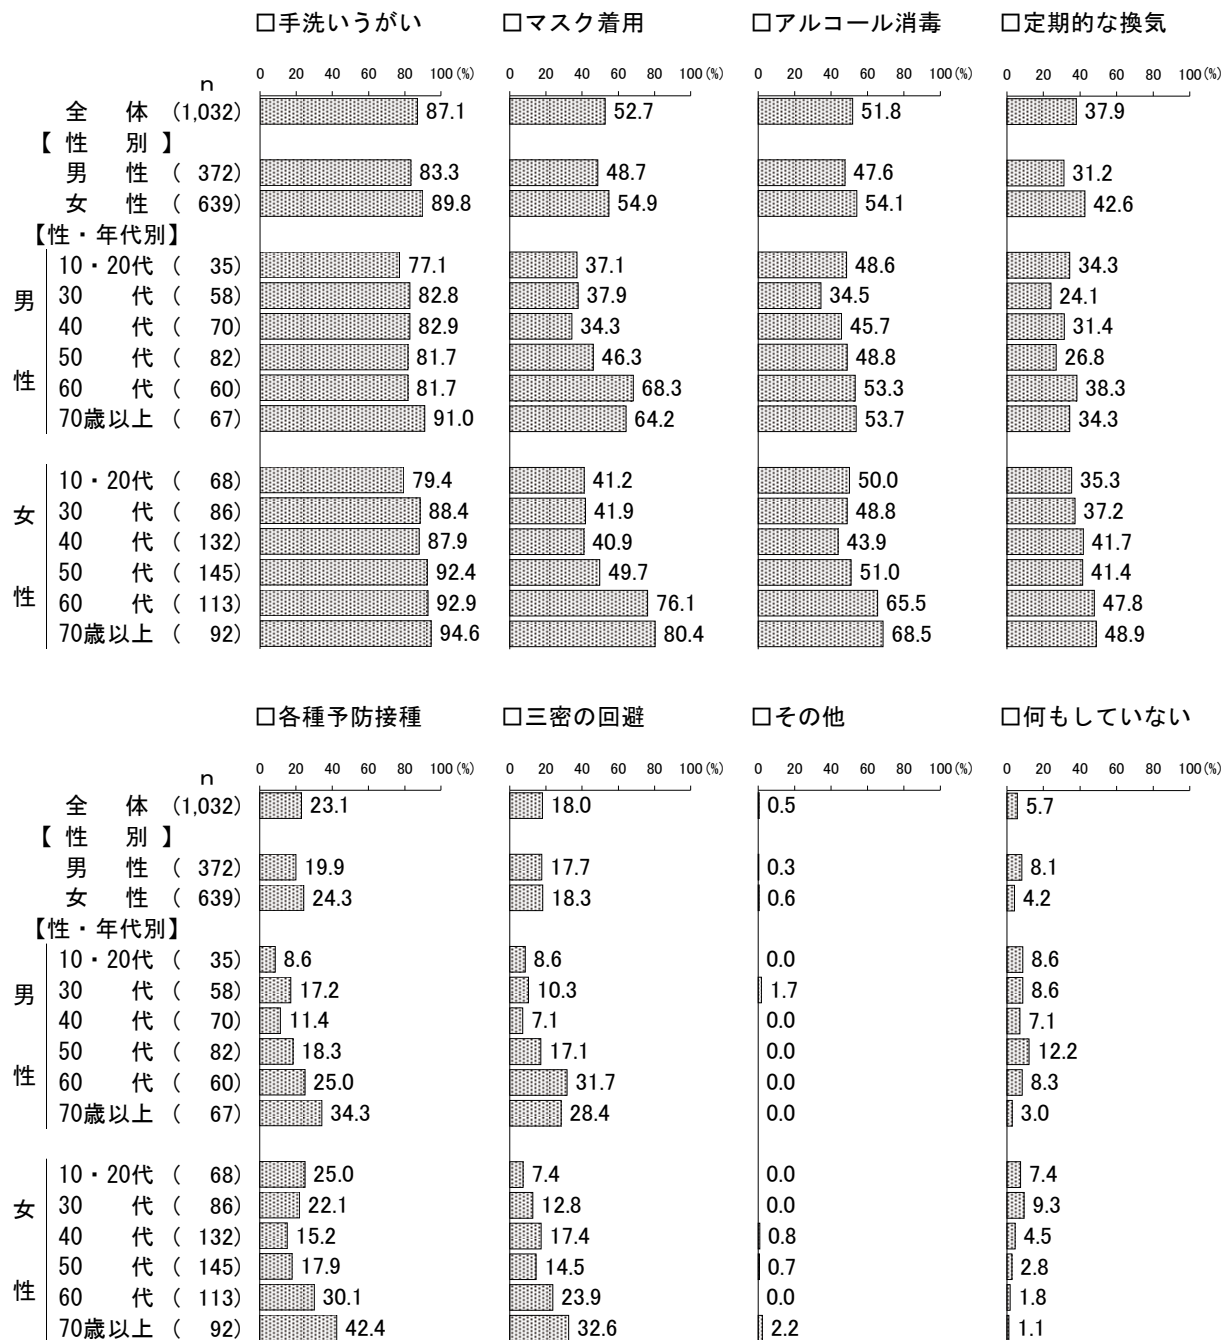 □手洗いうがい □マスク着用 □アルコール消毒 □定期的な換気
n 0 20 40 60 80 100(%) 0 20 40 60 80 100(%) 0 20 40 60 80 100(%) 0 20 40 60 80 100(%)
全 体 (1,032) 87.1 52.7 51.8 37.9
【 性 別 】
男 性 ( 372) 83.3 48.7 47.6 31.2
女 性 ( 639) 89.8 54.9 54.1 42.6
【性・年代別】
男性
10・20代 ( 35) 77.1 37.1 48.6 34.3
30 代 ( 58) 82.8 37.9 34.5 24.1
40 代 ( 70) 82.9 34.3 45.7 31.4
50 代 ( 82) 81.7 46.3 48.8 26.8
60 代 ( 60) 81.7 68.3 53.3 38.3
70歳以上 ( 67) 91.0 64.2 53.7 34.3
女性
10・20代 ( 68) 79.4 41.2 50.0 35.3
30 代 ( 86) 88.4 41.9 48.8 37.2
40 代 ( 132) 87.9 40.9 43.9 41.7
50 代 ( 145) 92.4 49.7 51.0 41.4
60 代 ( 113) 92.9 76.1 65.5 47.8
70歳以上 ( 92) 94.6 80.4 68.5 48.9
□各種予防接種 □三密の回避 □その他 □何もしていない
n 0 20 40 60 80 100(%) 0 20 40 60 80 100(%) 0 20 40 60 80 100(%) 0 20 40 60 80 100(%)
全 体 (1,032) 23.1 18.0 0.5 5.7
【 性 別 】
男 性 ( 372) 19.9 17.7 0.3 8.1
女 性 ( 639) 24.3 18.3 0.6 4.2
【性・年代別】
男性
10・20代 ( 35) 8.6 8.6 0.0 8.6
30 代 ( 58) 17.2 10.3 1.7 8.6
40 代 ( 70) 11.4 7.1 0.0 7.1
50 代 ( 82) 18.3 17.1 0.0 12.2
60 代 ( 60) 25.0 31.7 0.0 8.3
70歳以上 ( 67) 34.3 28.4 0.0 3.0
女性
10・20代 ( 68) 25.0 7.4 0.0 7.4
30 代 ( 86) 22.1 12.8 0.0 9.3
40 代 ( 132) 15.2 17.4 0.8 4.5
50 代 ( 145) 17.9 14.5 0.7 2.8
60 代 ( 113) 30.1 23.9 0.0 1.8
70歳以上 ( 92) 42.4 32.6 2.2 1.1